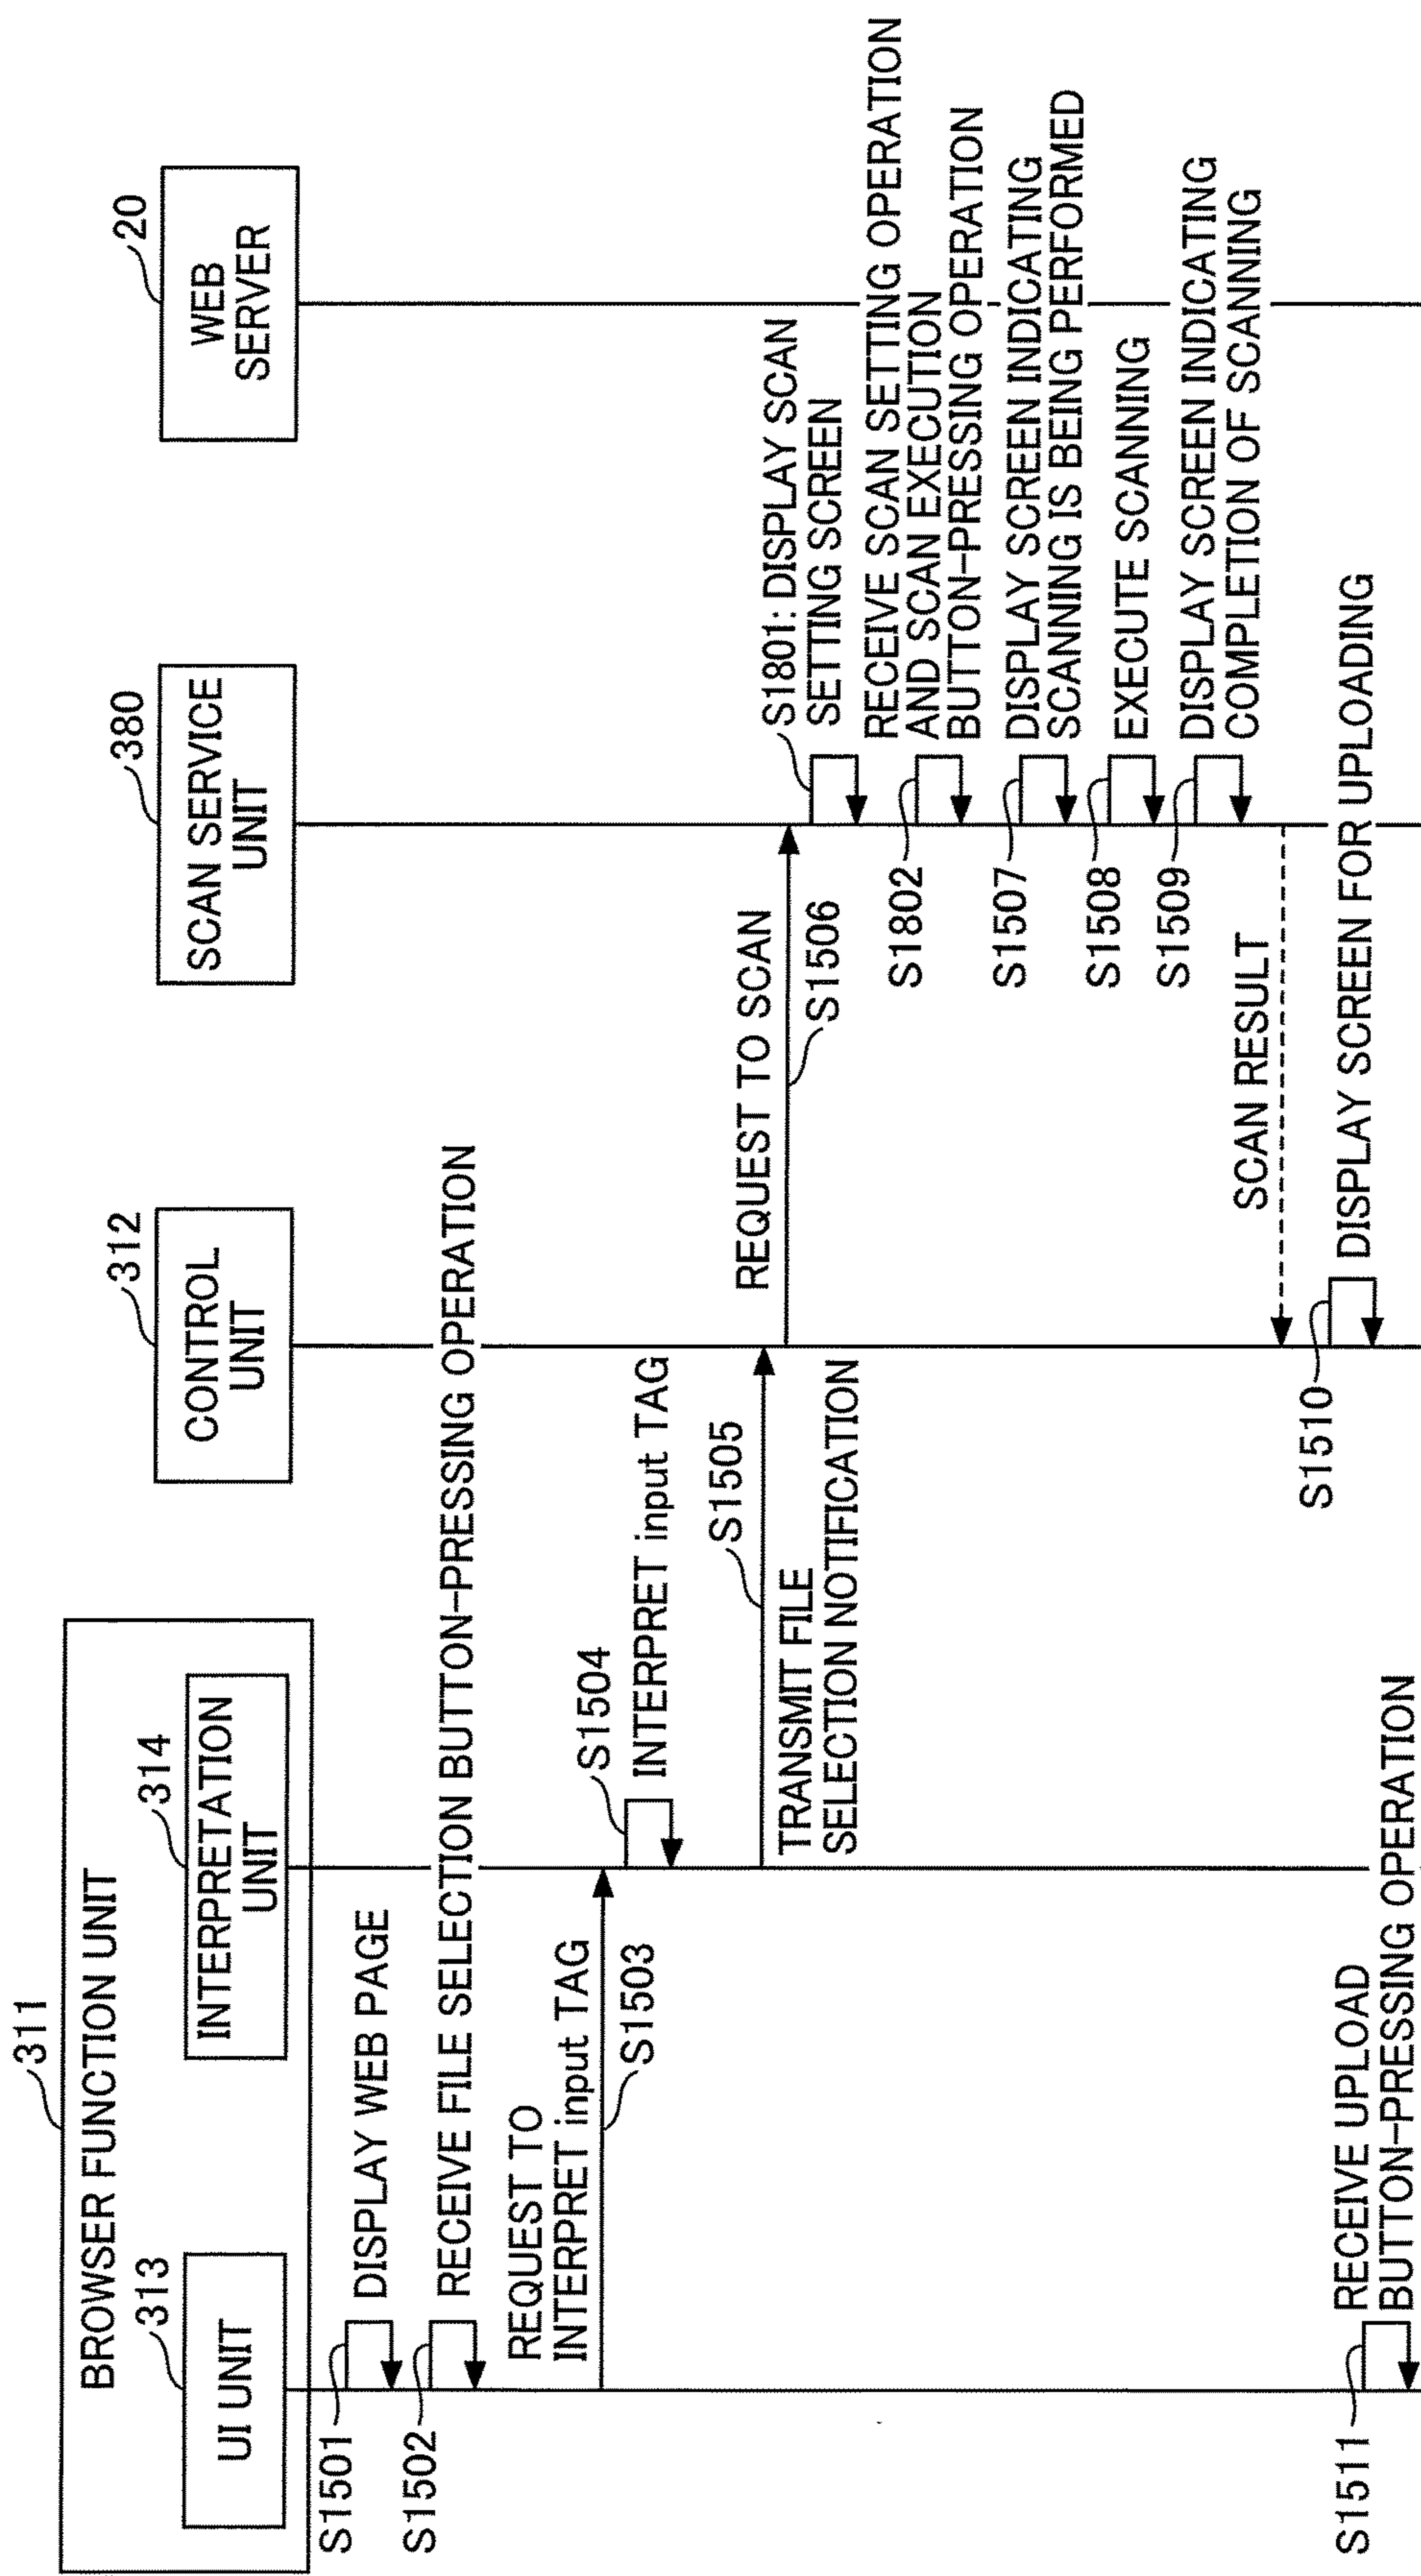 311
BROWSER FUNCTION UNIT
313
UI UNIT
314
INTERPRETATION
UNIT
312
CONTROL
UNIT
380
SCAN SERVICE
UNIT
20
WEB
SERVER
S1501
DISPLAY WEB PAGE
S1502
RECEIVE FILE SELECTION BUTTON-PRESSING OPERATION
REQUEST TO
INTERPRET input TAG
S1503
S1504
INTERPRET input TAG
S1505
TRANSMIT FILE
SELECTION NOTIFICATION
REQUEST TO SCAN
S1506
S1801: DISPLAY SCAN
SETTING SCREEN
S1802
RECEIVE SCAN SETTING OPERATION
AND SCAN EXECUTION
BUTTON-PRESSING OPERATION
S1507
DISPLAY SCREEN INDICATING
SCANNING IS BEING PERFORMED
S1508
EXECUTE SCANNING
S1509
DISPLAY SCREEN INDICATING
COMPLETION OF SCANNING
SCAN RESULT
S1510
DISPLAY SCREEN FOR UPLOADING
S1511
RECEIVE UPLOAD
BUTTON-PRESSING OPERATION